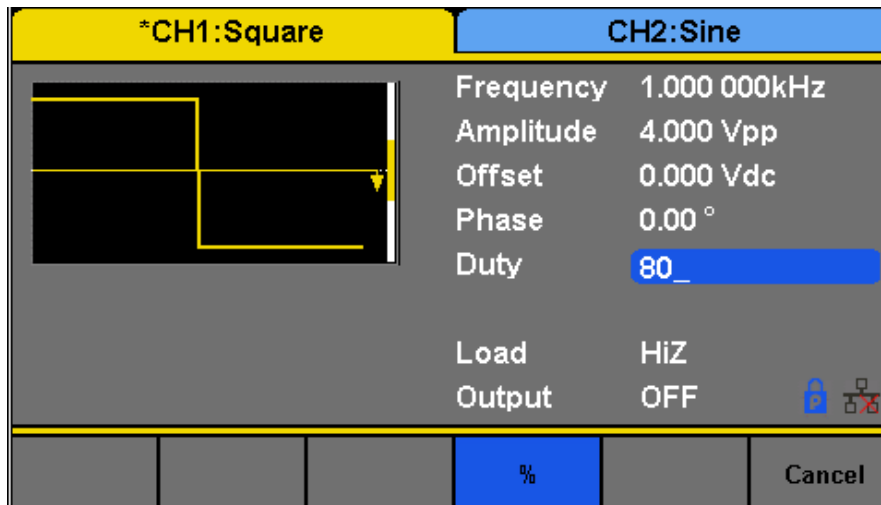 *CH1:Square CH2:Sine
Frequency 1.000 000kHz
Amplitude 4.000 Vpp
Offset 0.000 Vdc
Phase 0.00 °
Duty 80_
Load HiZ
Output OFF P
% Cancel